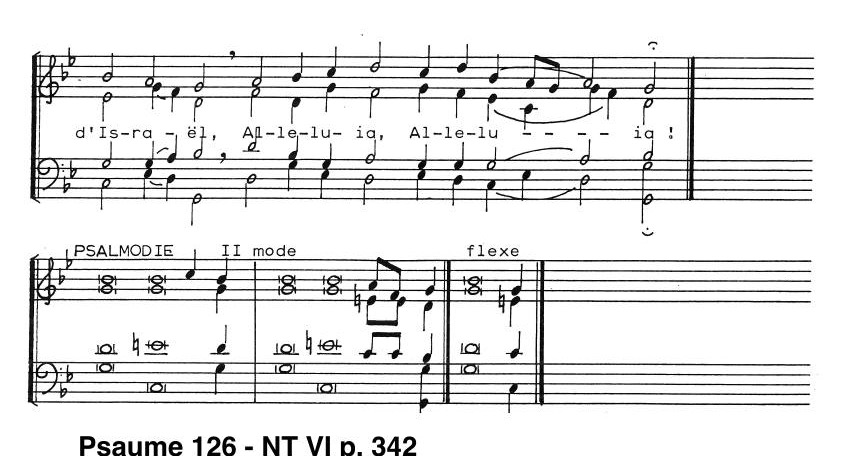 d'Is-ra - ël, Al-le-lu- ia, Al-le-lu - - - - ia !
PSALMODIE II mode flexe
Psaume 126 - NT VI p. 342